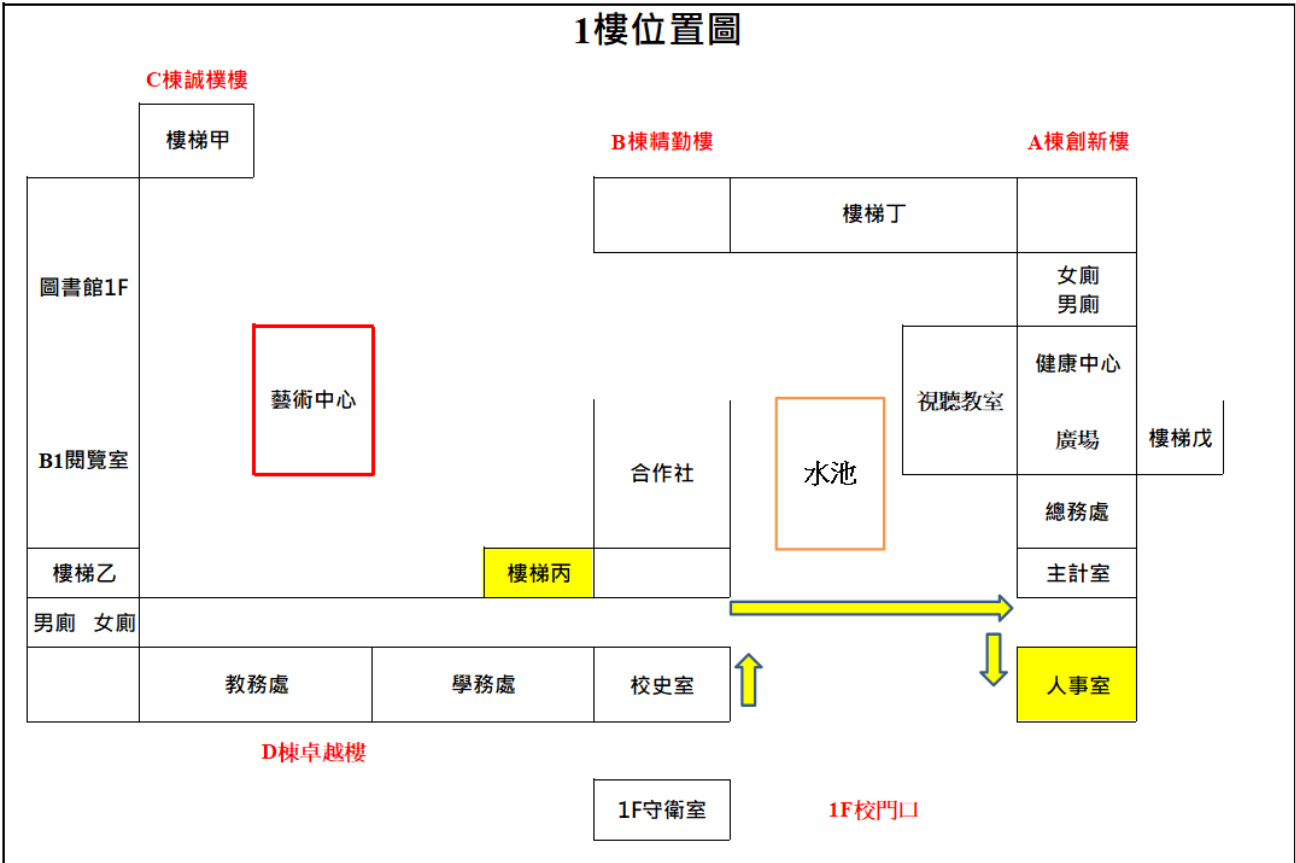 1樓位置圖
C棟誠樸樓
樓梯甲
B棟精勤樓
A棟創新樓
樓梯丁
圖書館1F
女廁
男廁
藝術中心
視聽教室
健康中心
廣場
樓梯戊
B1閱覽室
合作社
水池
總務處
樓梯乙
樓梯丙
主計室
男廁 女廁
教務處
學務處
校史室
人事室
D棟卓越樓
1F守衛室
1F校門口